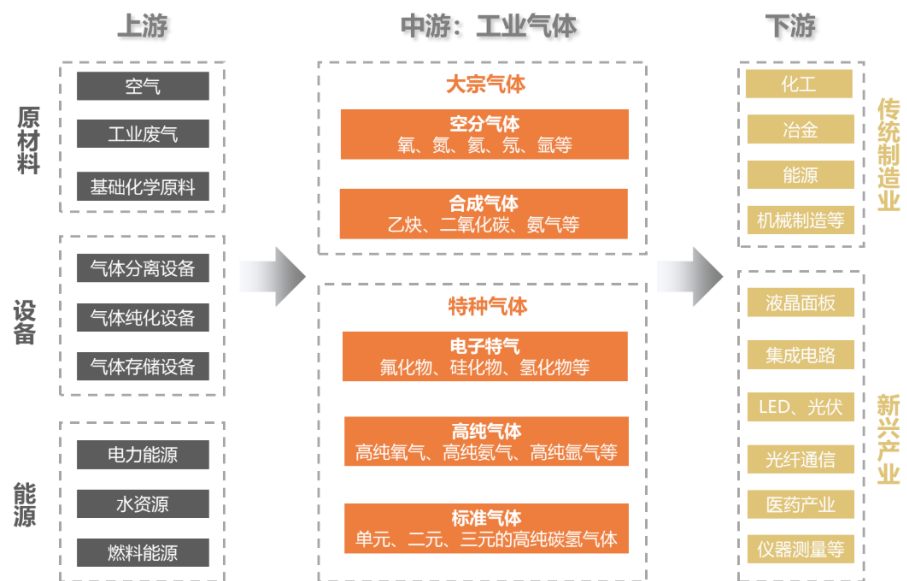 上游
中游：工业气体
下游
原材料
空气
工业废气
基础化学原料
设备
气体分离设备
气体纯化设备
气体存储设备
能源
电力能源
水资源
燃料能源
大宗气体
空分气体
氧、氮、氦、氖、氩等
合成气体
乙炔、二氧化碳、氨气等
特种气体
电子特气
氟化物、硅化物、氢化物等
高纯气体
高纯氧气、高纯氨气、高纯氩气等
标准气体
单元、二元、三元的高纯碳氢气体
化工
冶金
能源
机械制造等
传统制造业
液晶面板
集成电路
LED、光伏
光纤通信
医药产业
仪器测量等
新兴产业